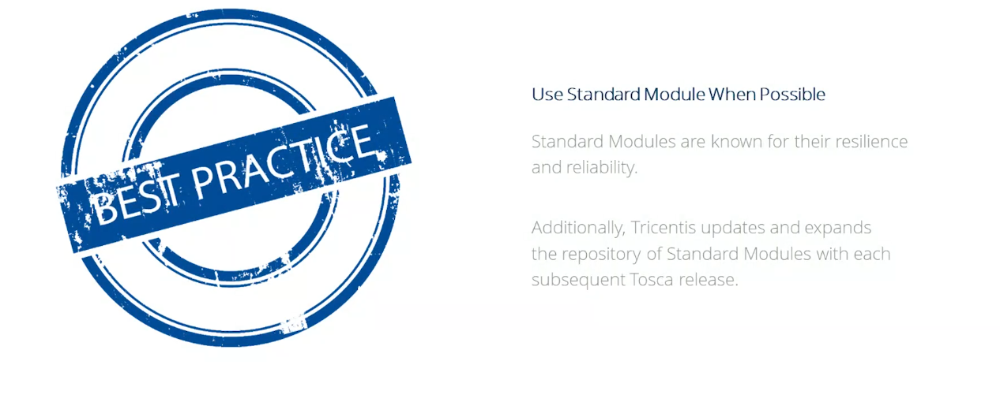 BEST PRACTICE
Use Standard Module When Possible
Standard Modules are known for their resilience
and reliability.
Additionally, Tricentis updates and expands
the repository of Standard Modules with each
subsequent Tosca release.